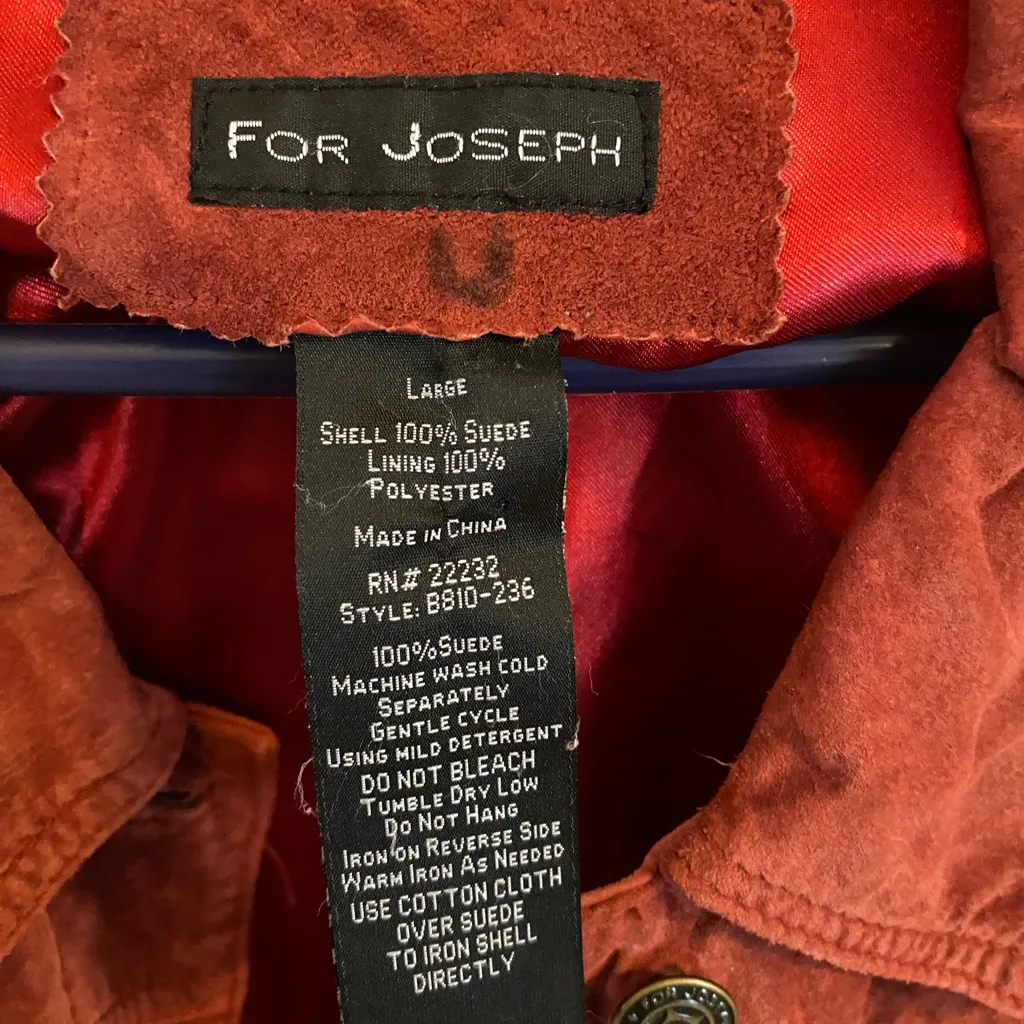 FOR JOSEPH
LARGE
SHELL 100% SUEDE
LINING 100%
POLYESTER
MADE IN CHINA
RN# 22232
STYLE: B810-236
100%SUEDE
MACHINE WASH COLD
SEPARATELY
GENTLE CYCLE
USING MILD DETERGENT
DO NOT BLEACH
TUMBLE DRY LOW
DO NOT HANG
IRON ON REVERSE SIDE
WARM IRON AS NEEDED
USE COTTON CLOTH
OVER SUEDE
TO IRON SHELL
DIRECTLY
FOR JOSE